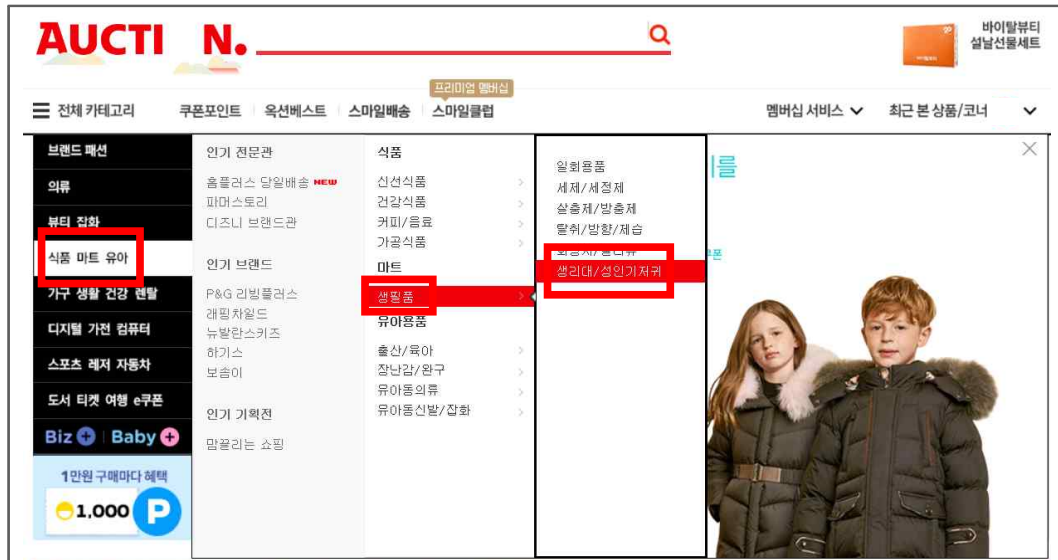 AUCTI N.
바이탈뷰티
설날선물세트
프리미엄 멤버십
전체 카테고리
쿠폰포인트
옥션베스트
스마일배송
스마일클럽
멤버십 서비스
최근 본 상품/코너
브랜드 패션
의류
뷰티 잡화
식품 마트 유아
가구 생활 건강 렌탈
디지털 가전 컴퓨터
스포츠 레저 자동차
도서 티켓 여행 e쿠폰
Biz Baby
1만원 구매마다 혜택
1,000 P
인기 전문관
홈플러스 당일배송 NEW
파머스토리
디즈니 브랜드관
인기 브랜드
P&G 리빙플러스
래핑차일드
뉴발란스키즈
하기스
보솜이
인기 기획전
맘끌리는 쇼핑
식품
신선식품
건강식품
커피/음료
가공식품
마트
생필품
유아용품
출산/육아
장난감/완구
유아동의류
유아동신발/잡화
일회용품
세제/세정제
살충제/방충제
탈취/방향/제습
생리대/성인기저귀
를
쿠폰